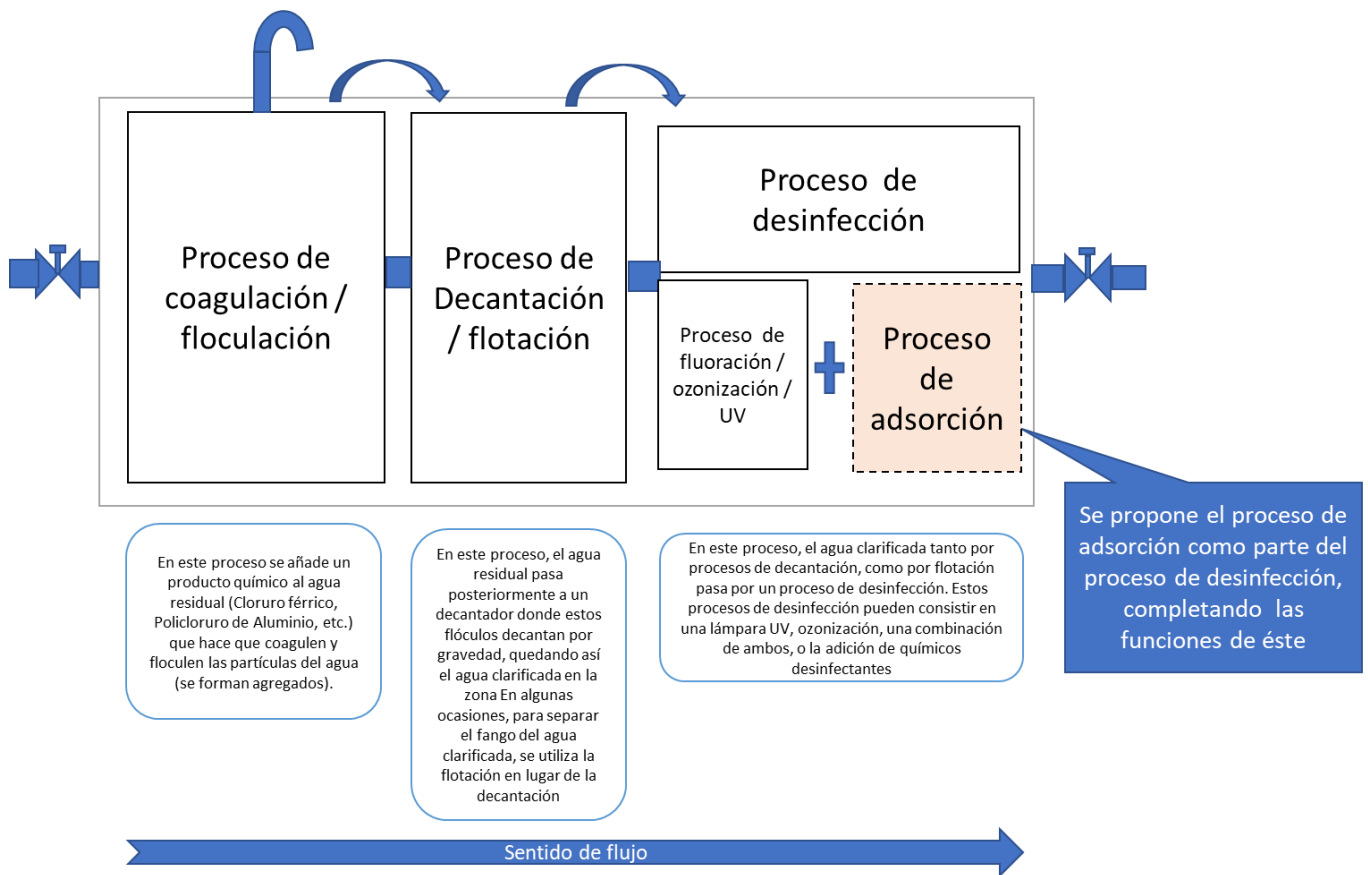 Proceso de
coagulación /
floculación
Proceso de
Decantación
/ flotación
Proceso de
desinfección
Proceso de
fluoración /
ozonización /
UV
Proceso
de
adsorción
En este proceso se añade un
producto químico al agua
residual (Cloruro férrico,
Policloruro de Aluminio, etc.)
que hace que coagulen y
floculen las partículas del agua
(se forman agregados).
En este proceso, el agua
residual pasa
posteriormente a un
decantador donde estos
flóculos decantan por
gravedad, quedando así
el agua clarificada en la
zona En algunas
ocasiones, para separar
el fango del agua
clarificada, se utiliza la
flotación en lugar de la
decantación
En este proceso, el agua clarificada tanto por
procesos de decantación, como por flotación
pasa por un proceso de desinfección. Estos
procesos de desinfección pueden consistir en
una lámpara UV, ozonización, una combinación
de ambos, o la adición de químicos
desinfectantes
Se propone el proceso de
adsorción como parte del
proceso de desinfección,
completando las
funciones de éste
Sentido de flujo